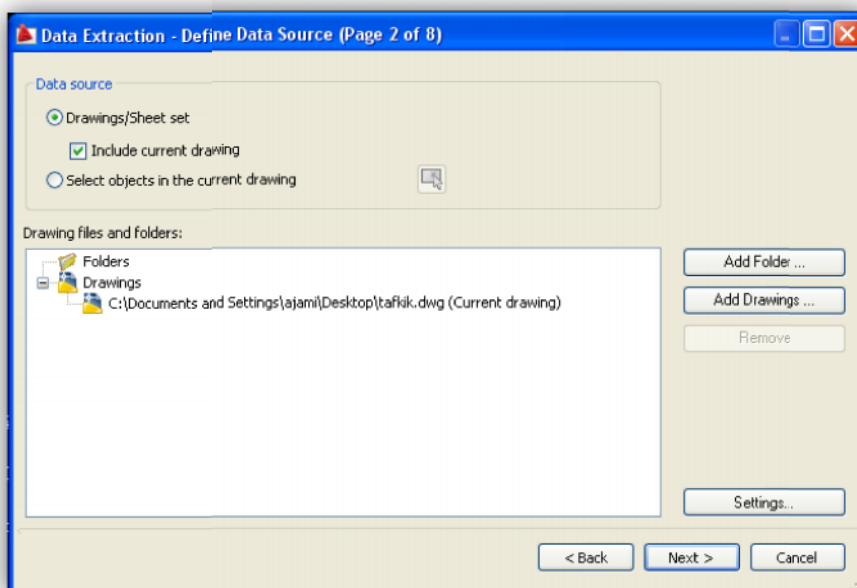 Data Extraction - Define Data Source (Page 2 of 8)
Data source
Drawings/Sheet set
Include current drawing
Select objects in the current drawing
Drawing files and folders:
Folders
Drawings
C:\Documents and Settings\ajami\Desktop\tafkik.dwg (Current drawing)
Add Folder ...
Add Drawings ...
Remove
Settings...
< Back
Next >
Cancel